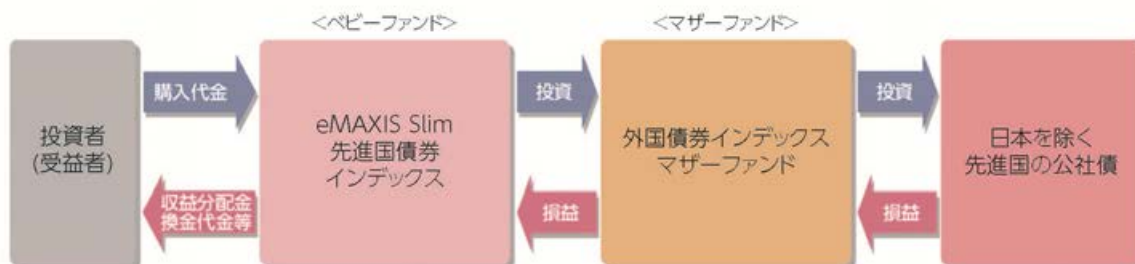 <ベビーファンド>
<マザーファンド>
投資者
(受益者)
購入代金
収益分配金
換金代金等
eMAXIS Slim
先進国債券
インデックス
投資
損益
外国債券インデックス
マザーファンド
投資
損益
日本を除く
先進国の公社債